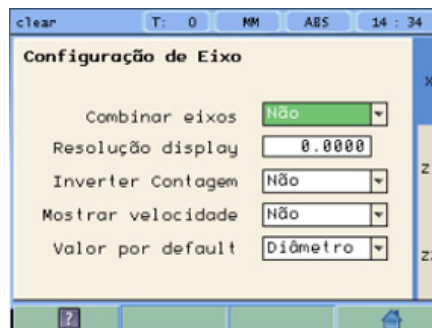 clear T: 0 MM ABS 14 : 34
Configuração de Eixo
X
Combinar eixos Não
Resolução display 0.0000
Inverter Contagem Não
Z
Mostrar velocidade Não
Valor por default Diâmetro
?